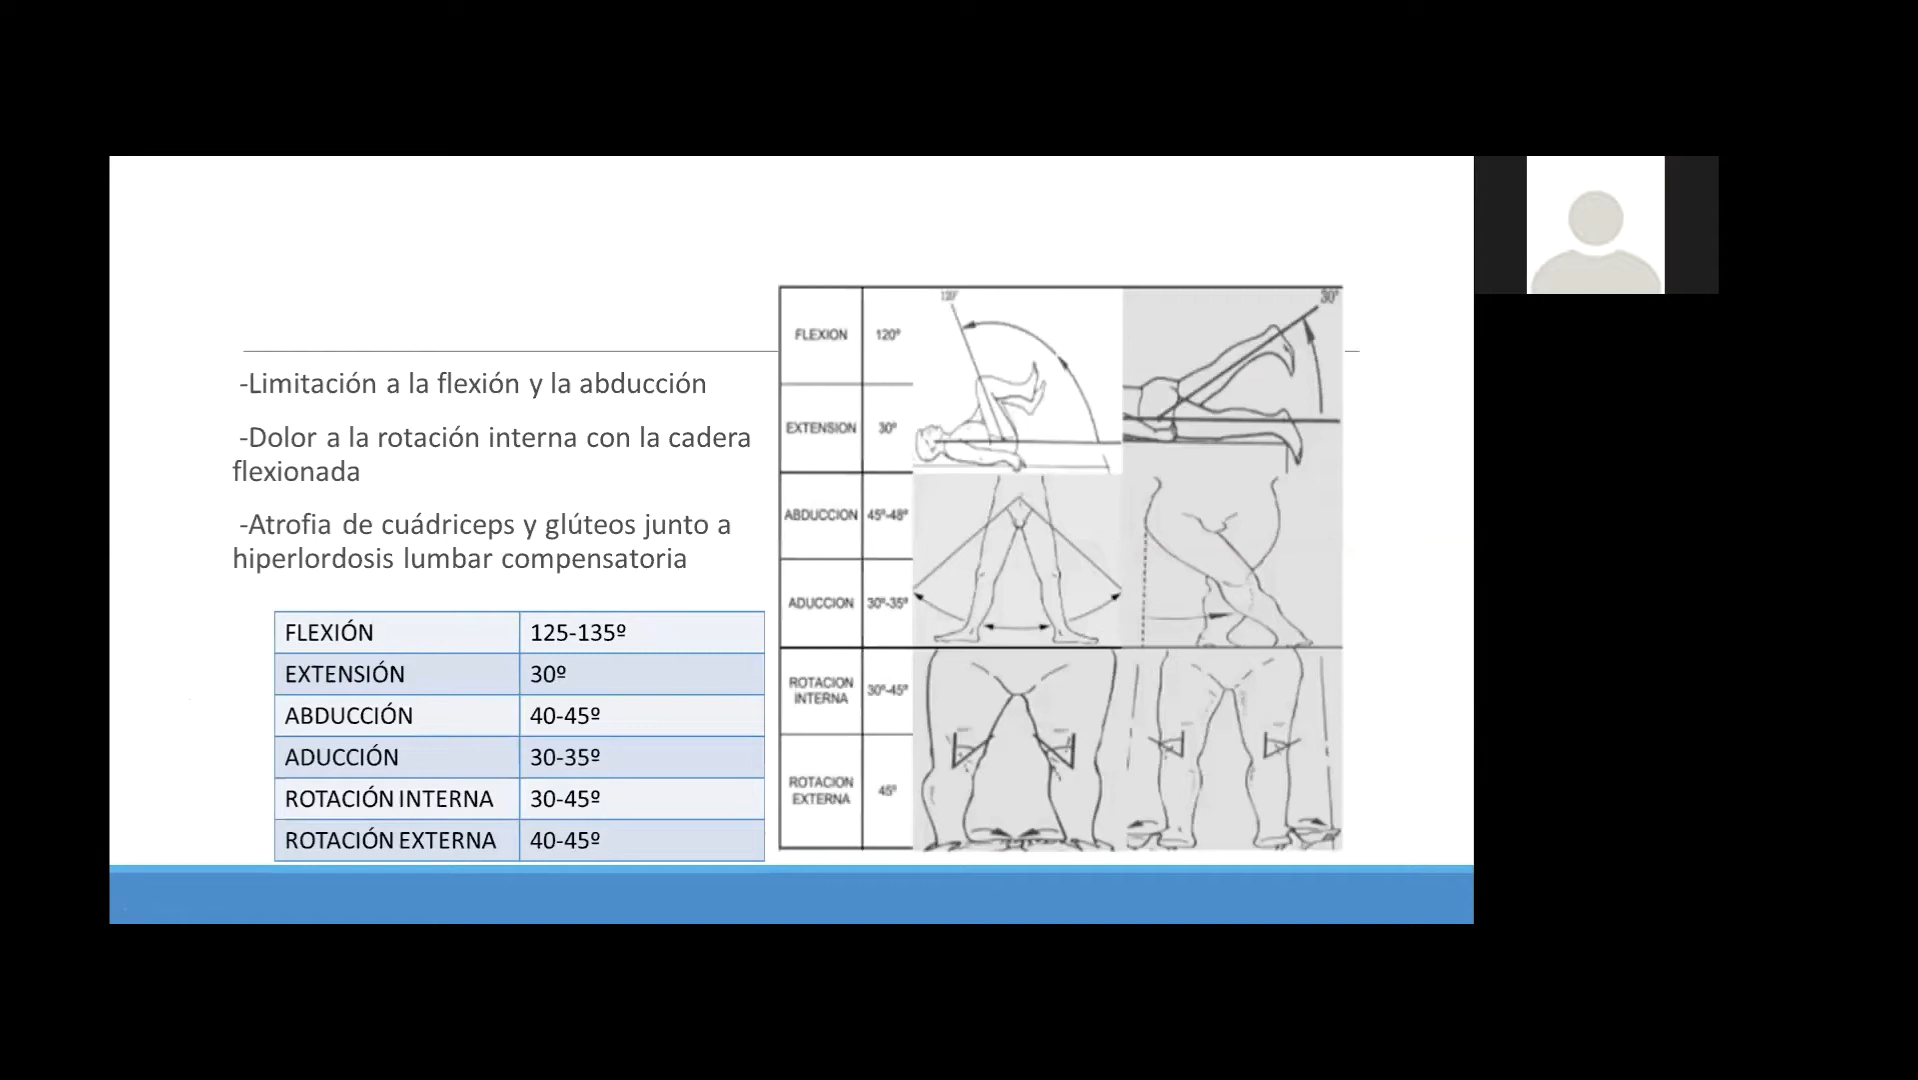 -Limitación a la flexión y la abducción
-Dolor a la rotación interna con la cadera
flexionada
-Atrofia de cuádriceps y glúteos junto a
hiperlordosis lumbar compensatoria
FLEXIÓN 125-135º
EXTENSIÓN 30º
ABDUCCIÓN 40-45º
ADUCCIÓN 30-35º
ROTACIÓN INTERNA 30-45º
ROTACIÓN EXTERNA 40-45º
FLEXION 120º
EXTENSION 30º
ABDUCCION 45º-48º
ADUCCION 30º-35º
ROTACION
INTERNA 30º-45º
ROTACION
EXTERNA 45º
120º
30º